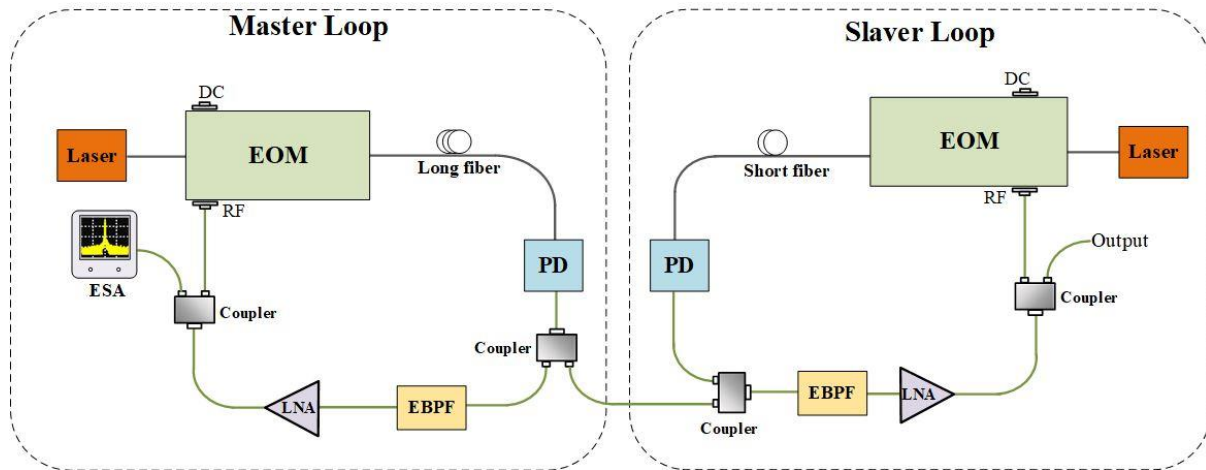 Master Loop
Slaver Loop
DC
DC
Laser
EOM
Long fiber
Short fiber
EOM
Laser
RF
RF
ESA
PD
PD
Output
Coupler
Coupler
Coupler
LNA
EBPF
EBPF
LNA
Coupler